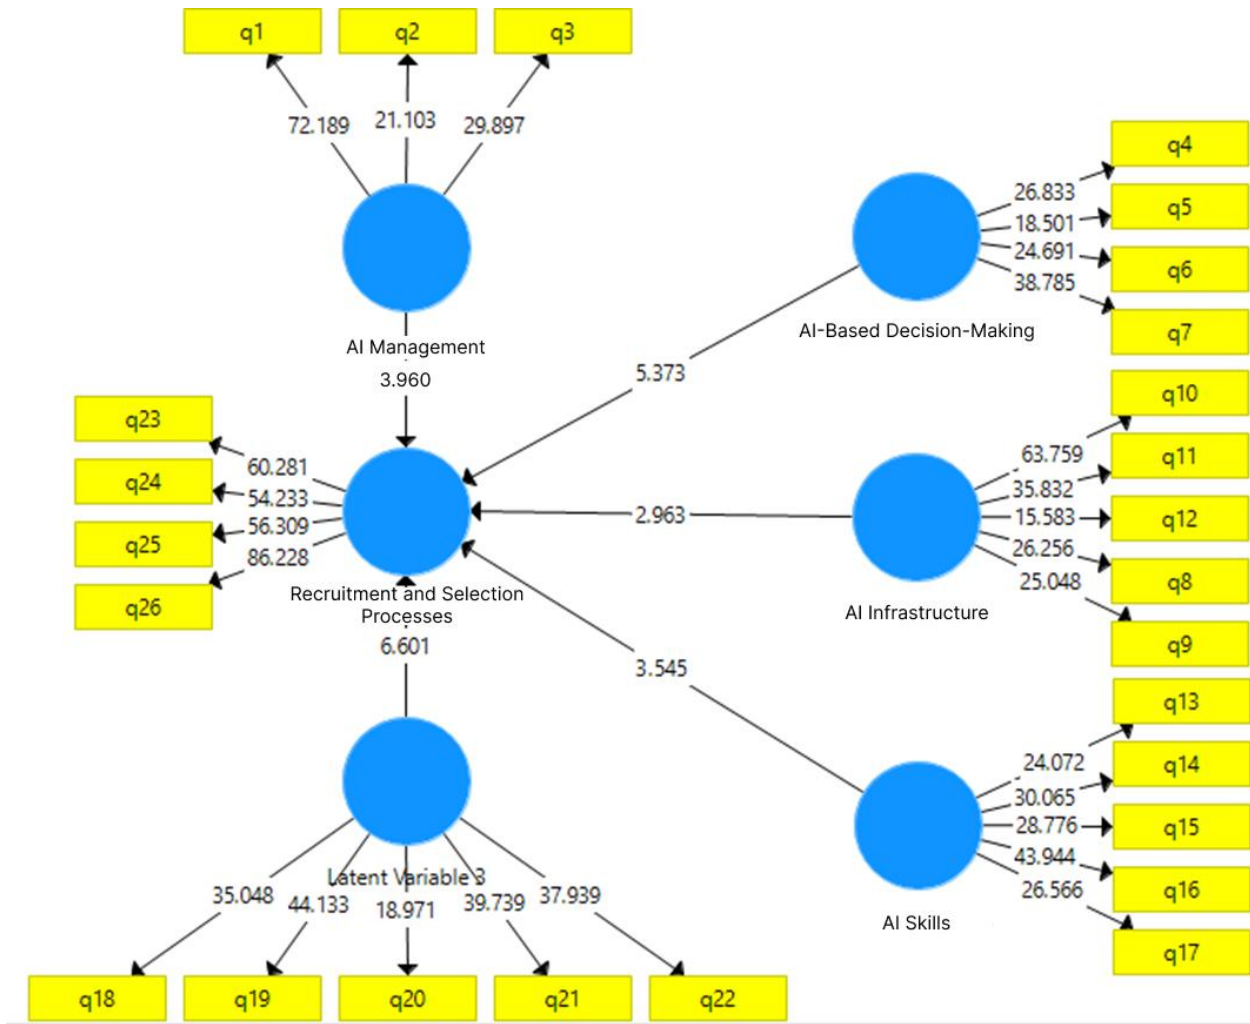 q1 q2 q3
72.189 21.103 29.897
AI Management
3.960
q4
q5
q6
q7
26.833
18.501
24.691
38.785
AI-Based Decision-Making
5.373
q23
q24
q25
q26
60.281
54.233
56.309
86.228
Recruitment and Selection
Processes
2.963
q10
q11
q12
q8
q9
63.759
35.832
15.583
26.256
25.048
AI Infrastructure
6.601
3.545
q13
q14
q15
q16
q17
24.072
30.065
28.776
43.944
26.566
AI Skills
Latent Variable 3
35.048 44.133 18.971 39.739 37.939
q18 q19 q20 q21 q22